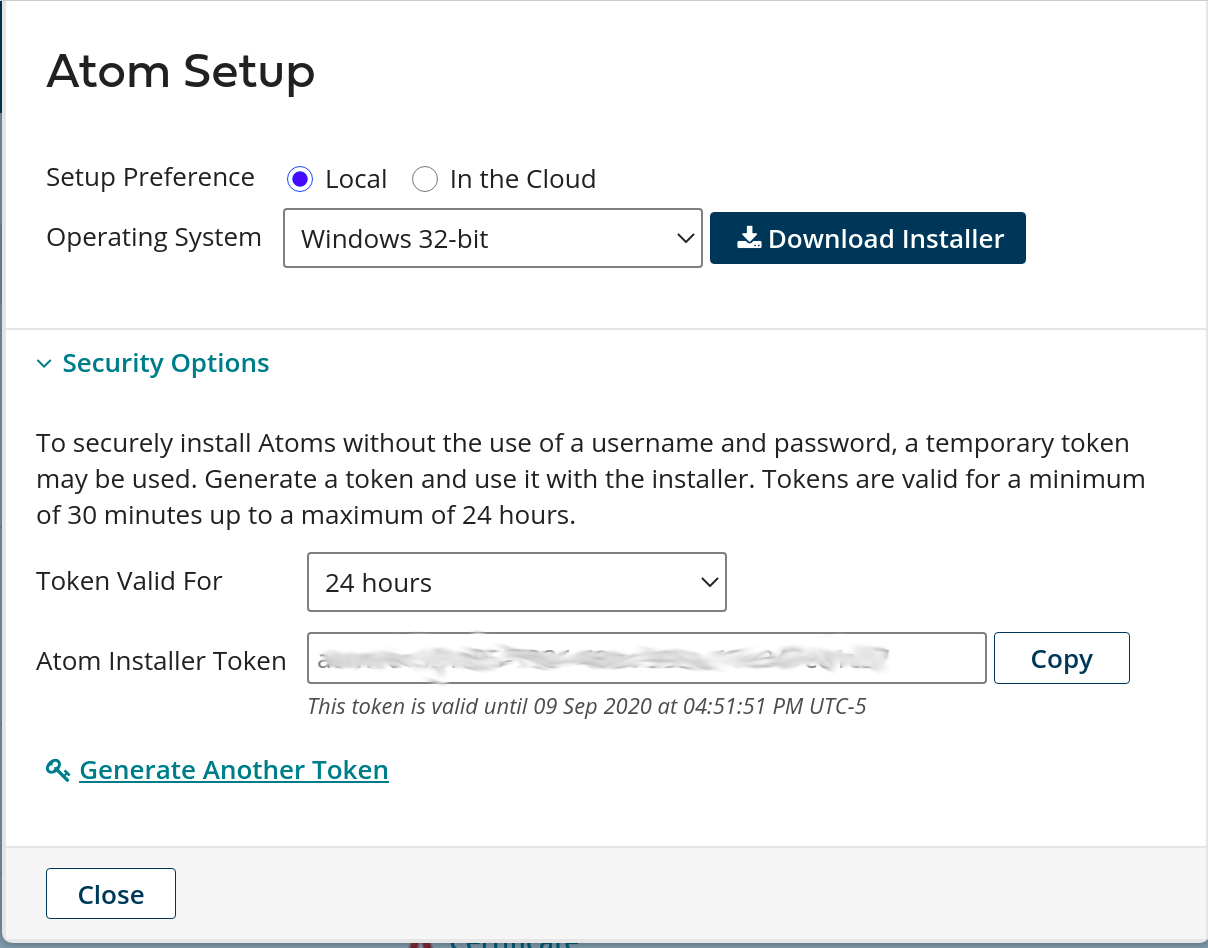 Atom Setup
Setup Preference Local In the Cloud
Operating System Windows 32-bit Download Installer
Security Options
To securely install Atoms without the use of a username and password, a temporary token
may be used. Generate a token and use it with the installer. Tokens are valid for a minimum
of 30 minutes up to a maximum of 24 hours.
Token Valid For 24 hours
Atom Installer Token Copy
This token is valid until 09 Sep 2020 at 04:51:51 PM UTC-5
Generate Another Token
Close